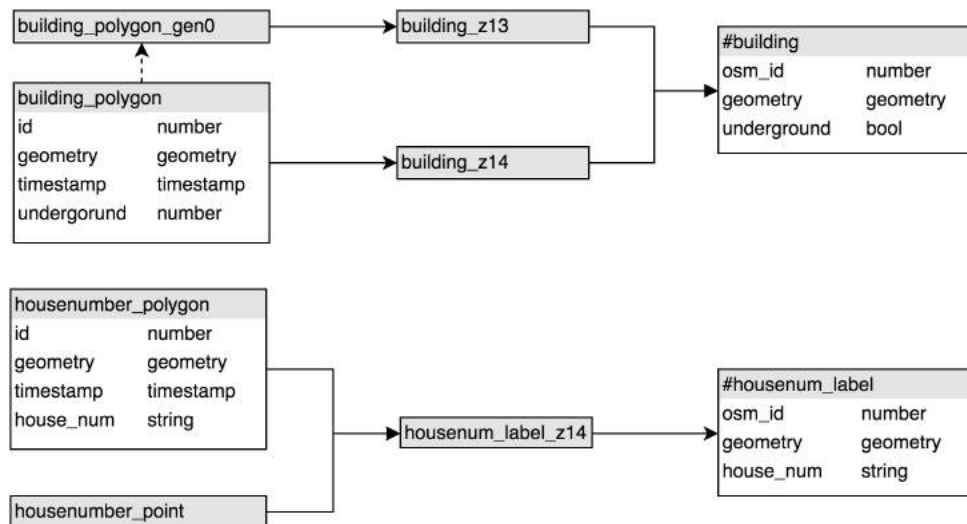 building_polygon_gen0
building_z13
#building
osm_id number
geometry geometry
underground bool
building_polygon
id number
geometry geometry
timestamp timestamp
undergorund number
building_z14
housenumber_polygon
id number
geometry geometry
timestamp timestamp
house_num string
housenum_label_z14
#housenum_label
osm_id number
geometry geometry
house_num string
housenumber_point